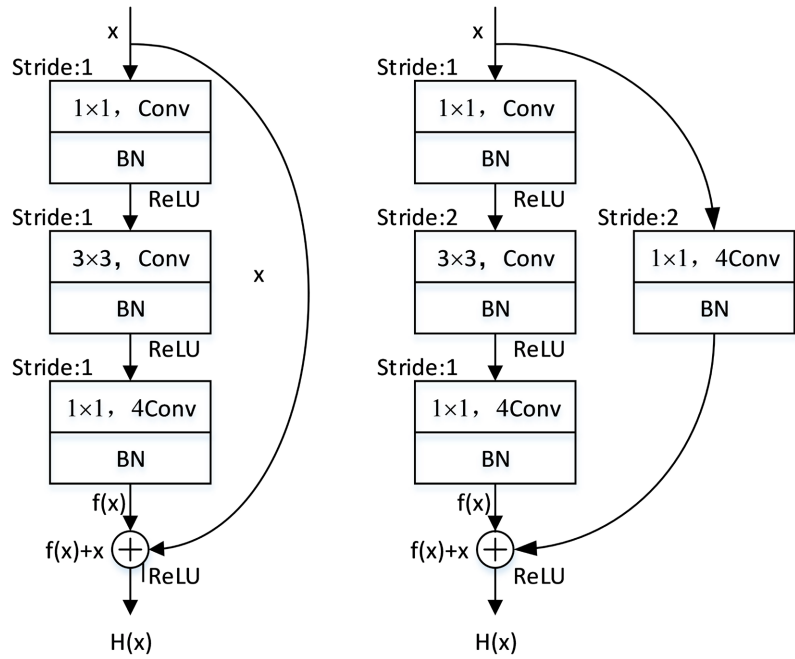 x
Stride:1
1×1, Conv
BN
ReLU
Stride:1
3×3, Conv
BN
x
ReLU
Stride:1
1×1, 4Conv
BN
f(x)
f(x)+x
ReLU
H(x)
x
Stride:1
1×1, Conv
BN
ReLU
Stride:2
3×3, Conv
BN
ReLU
Stride:1
1×1, 4Conv
BN
f(x)
f(x)+x
ReLU
H(x)
Stride:2
1×1, 4Conv
BN